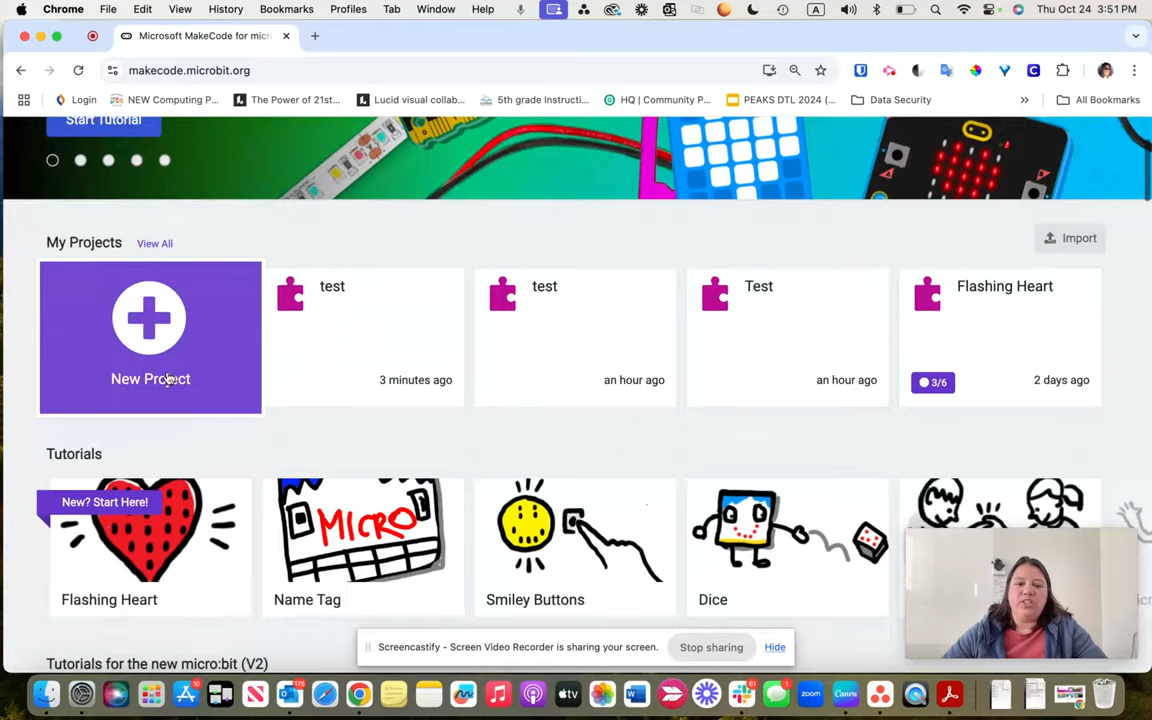 Chrome File Edit View History Bookmarks Profiles Tab Window Help A Thu Oct 24 3:51 PM
Microsoft MakeCode for micr
makecode.microbit.org
Login NEW Computing P... The Power of 21st... Lucid visual collab... 5th grade Instructi... HQ | Community P... PEAKS DTL 2024 (... Data Security » All Bookmarks
Start Tutorial
My Projects View All Import
New Project
test
3 minutes ago
test
an hour ago
Test
an hour ago
Flashing Heart
3/6 2 days ago
Tutorials
New? Start Here!
MICRO
Flashing Heart Name Tag Smiley Buttons Dice
Screencastify - Screen Video Recorder is sharing your screen. Stop sharing Hide
Tutorials for the new micro:bit (V2)
zoom Canva